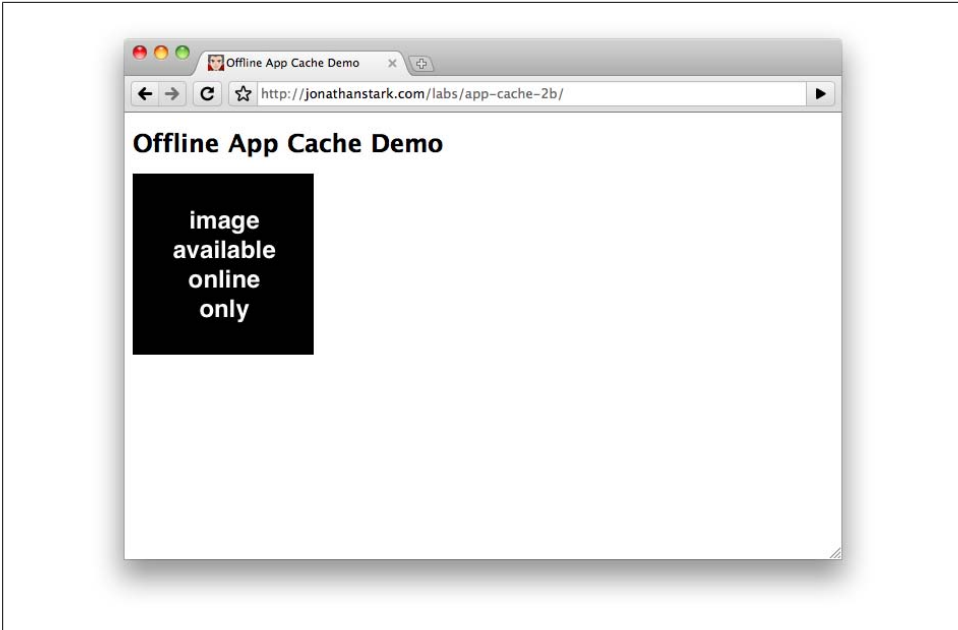 Offline App Cache Demo
http://jonathanstark.com/labs/app-cache-2b/
Offline App Cache Demo
image
available
online
only